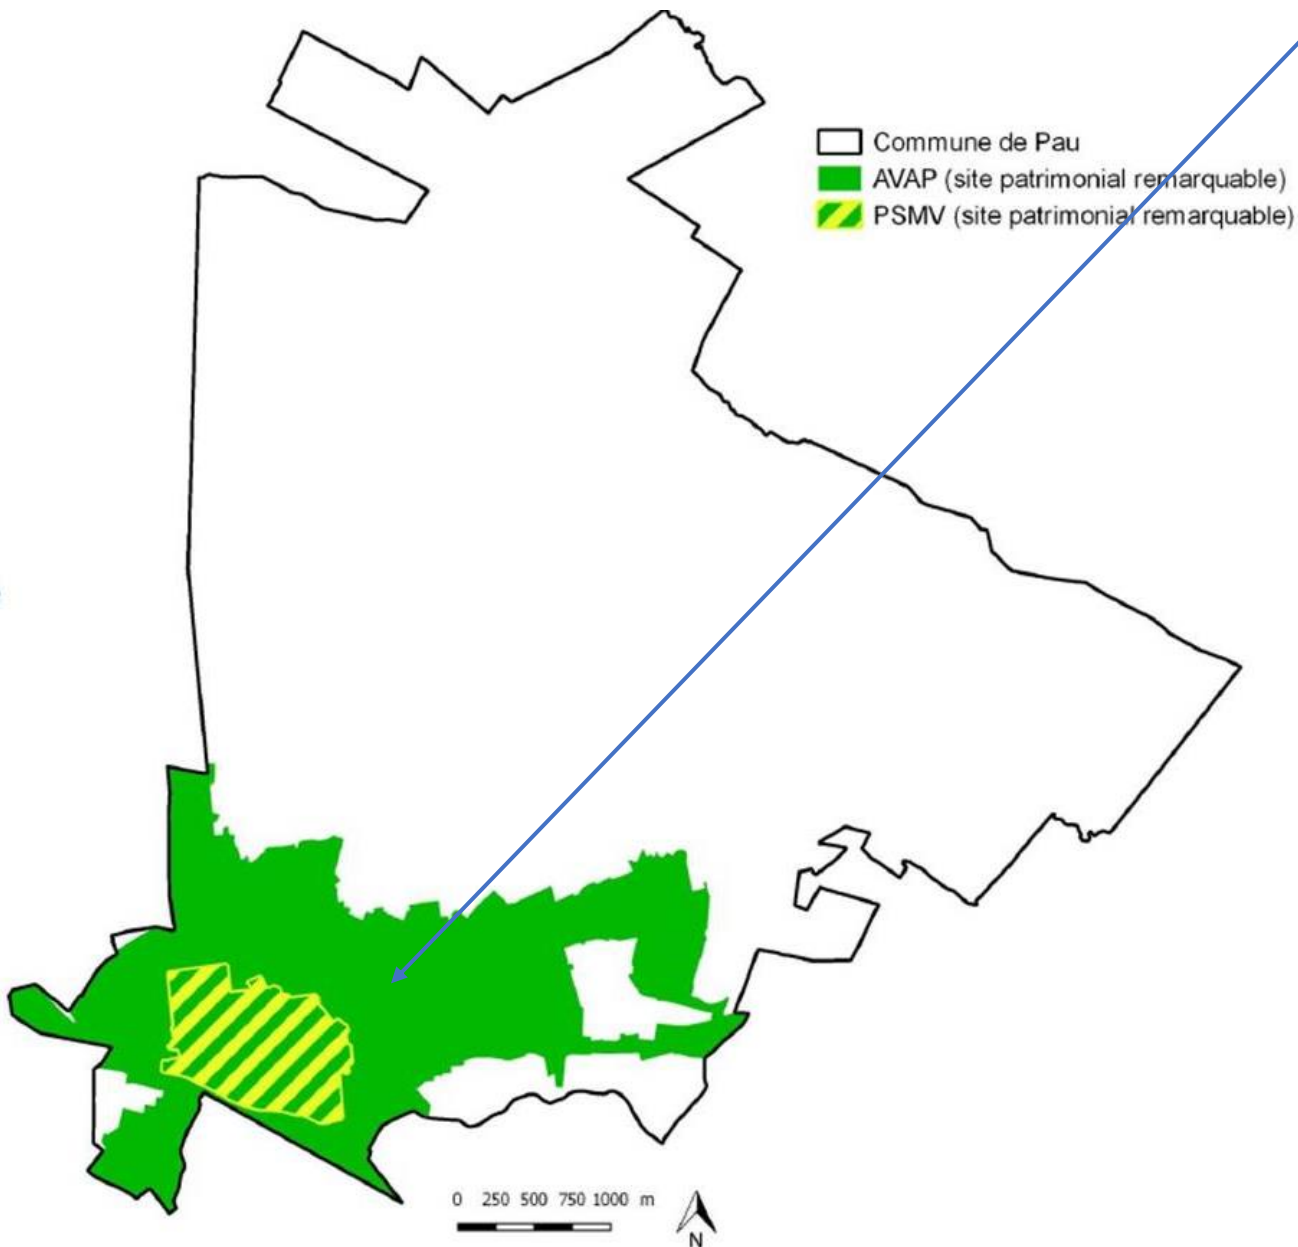 Commune de Pau
AVAP (site patrimonial remarquable)
PSMV (site patrimonial remarquable)
0 250 500 750 1000 m
N